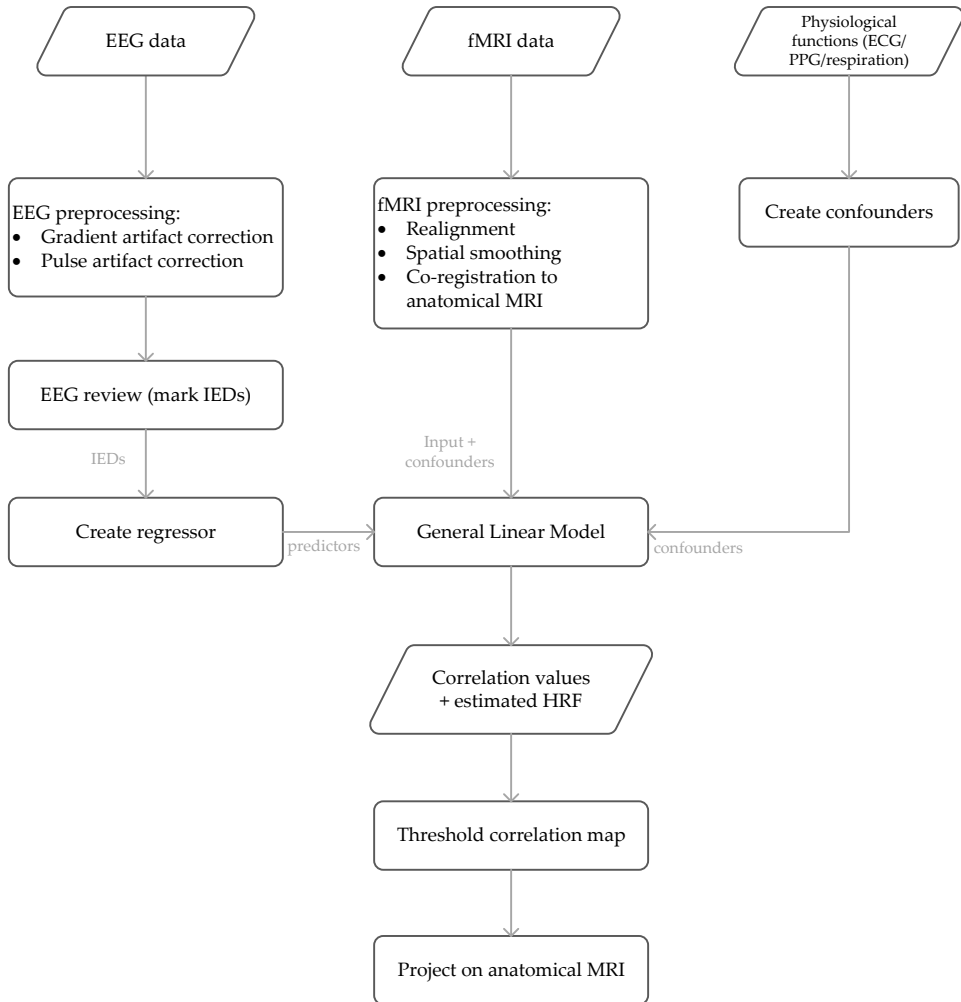 EEG data
fMRI data
Physiological
functions (ECG/
PPG/respiration)
EEG preprocessing:
• Gradient artifact correction
• Pulse artifact correction
fMRI preprocessing:
• Realignment
• Spatial smoothing
• Co-registration to
anatomical MRI
Create confounders
EEG review (mark IEDs)
IEDs
Input +
confounders
Create regressor
predictors
General Linear Model
confounders
Correlation values
+ estimated HRF
Threshold correlation map
Project on anatomical MRI